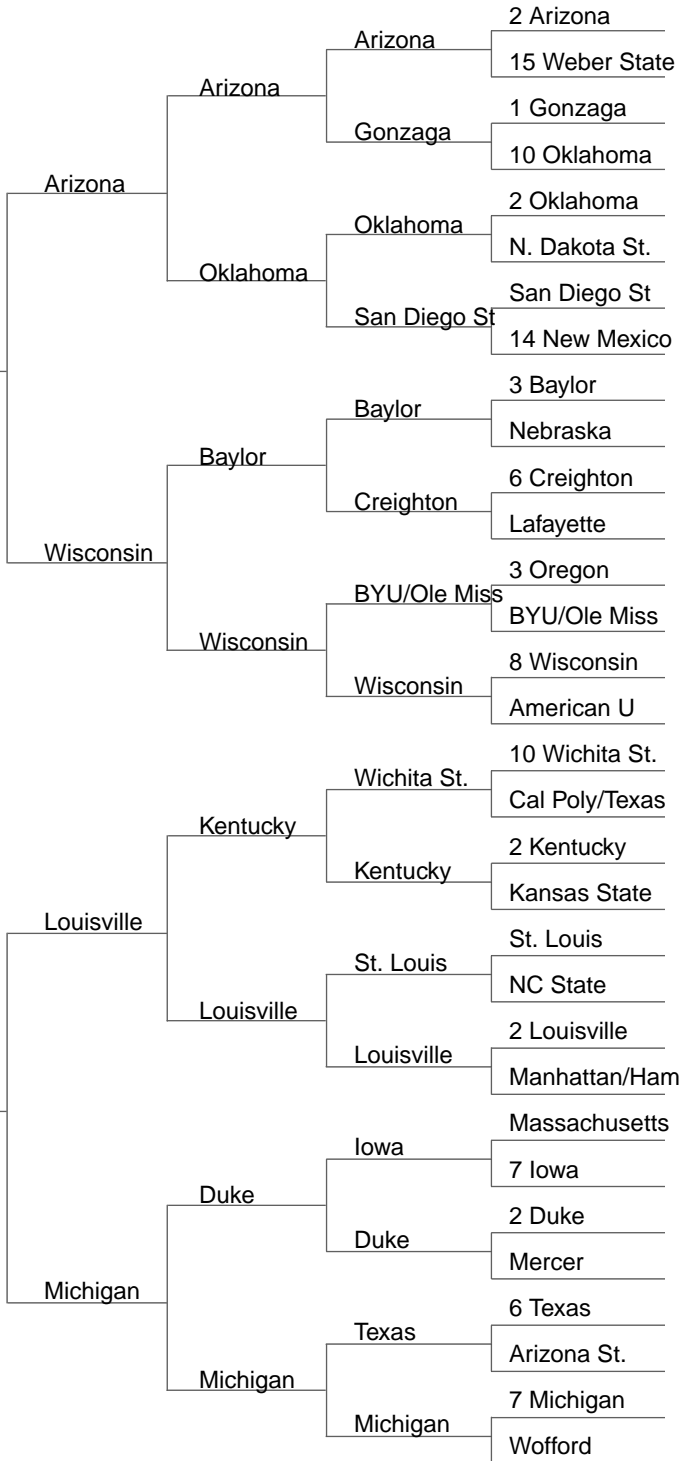 2 Arizona
Arizona
15 Weber State
Arizona
1 Gonzaga
Gonzaga
10 Oklahoma
Arizona
2 Oklahoma
Oklahoma
N. Dakota St.
Oklahoma
San Diego St
San Diego St
14 New Mexico
3 Baylor
Baylor
Nebraska
Baylor
6 Creighton
Creighton
Lafayette
Wisconsin
3 Oregon
BYU/Ole Miss
BYU/Ole Miss
Wisconsin
8 Wisconsin
Wisconsin
American U
10 Wichita St.
Wichita St.
Cal Poly/Texas
Kentucky
2 Kentucky
Kentucky
Kansas State
Louisville
St. Louis
St. Louis
NC State
Louisville
2 Louisville
Louisville
Manhattan/Ham
Massachusetts
Iowa
7 Iowa
Duke
2 Duke
Duke
Mercer
Michigan
6 Texas
Texas
Arizona St.
Michigan
7 Michigan
Michigan
Wofford